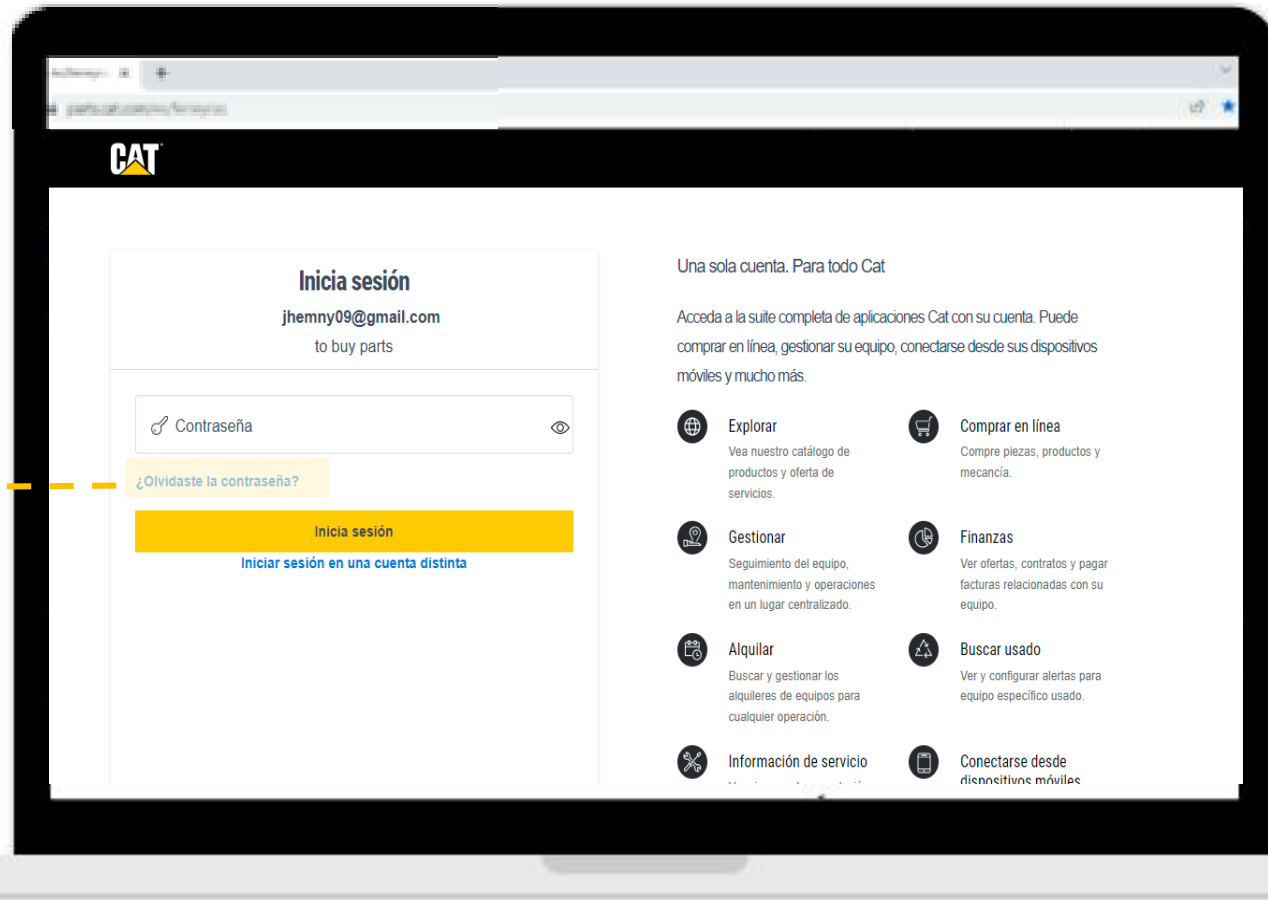 CAT
Inicia sesión
jhemny09@gmail.com
to buy parts
Contraseña
¿Olvidaste la contraseña?
Inicia sesión
Iniciar sesión en una cuenta distinta
Una sola cuenta. Para todo Cat
Acceda a la suite completa de aplicaciones Cat con su cuenta. Puede
comprar en línea, gestionar su equipo, conectarse desde sus dispositivos
móviles y mucho más.
Explorar
Vea nuestro catálogo de
productos y oferta de
servicios.
Comprar en línea
Compre piezas, productos y
mecancía.
Gestionar
Seguimiento del equipo,
mantenimiento y operaciones
en un lugar centralizado.
Finanzas
Ver ofertas, contratos y pagar
facturas relacionadas con su
equipo.
Alquilar
Buscar y gestionar los
alquileres de equipos para
cualquier operación.
Buscar usado
Ver y configurar alertas para
equipo específico usado.
Información de servicio
Conectarse desde
dispositivos móviles